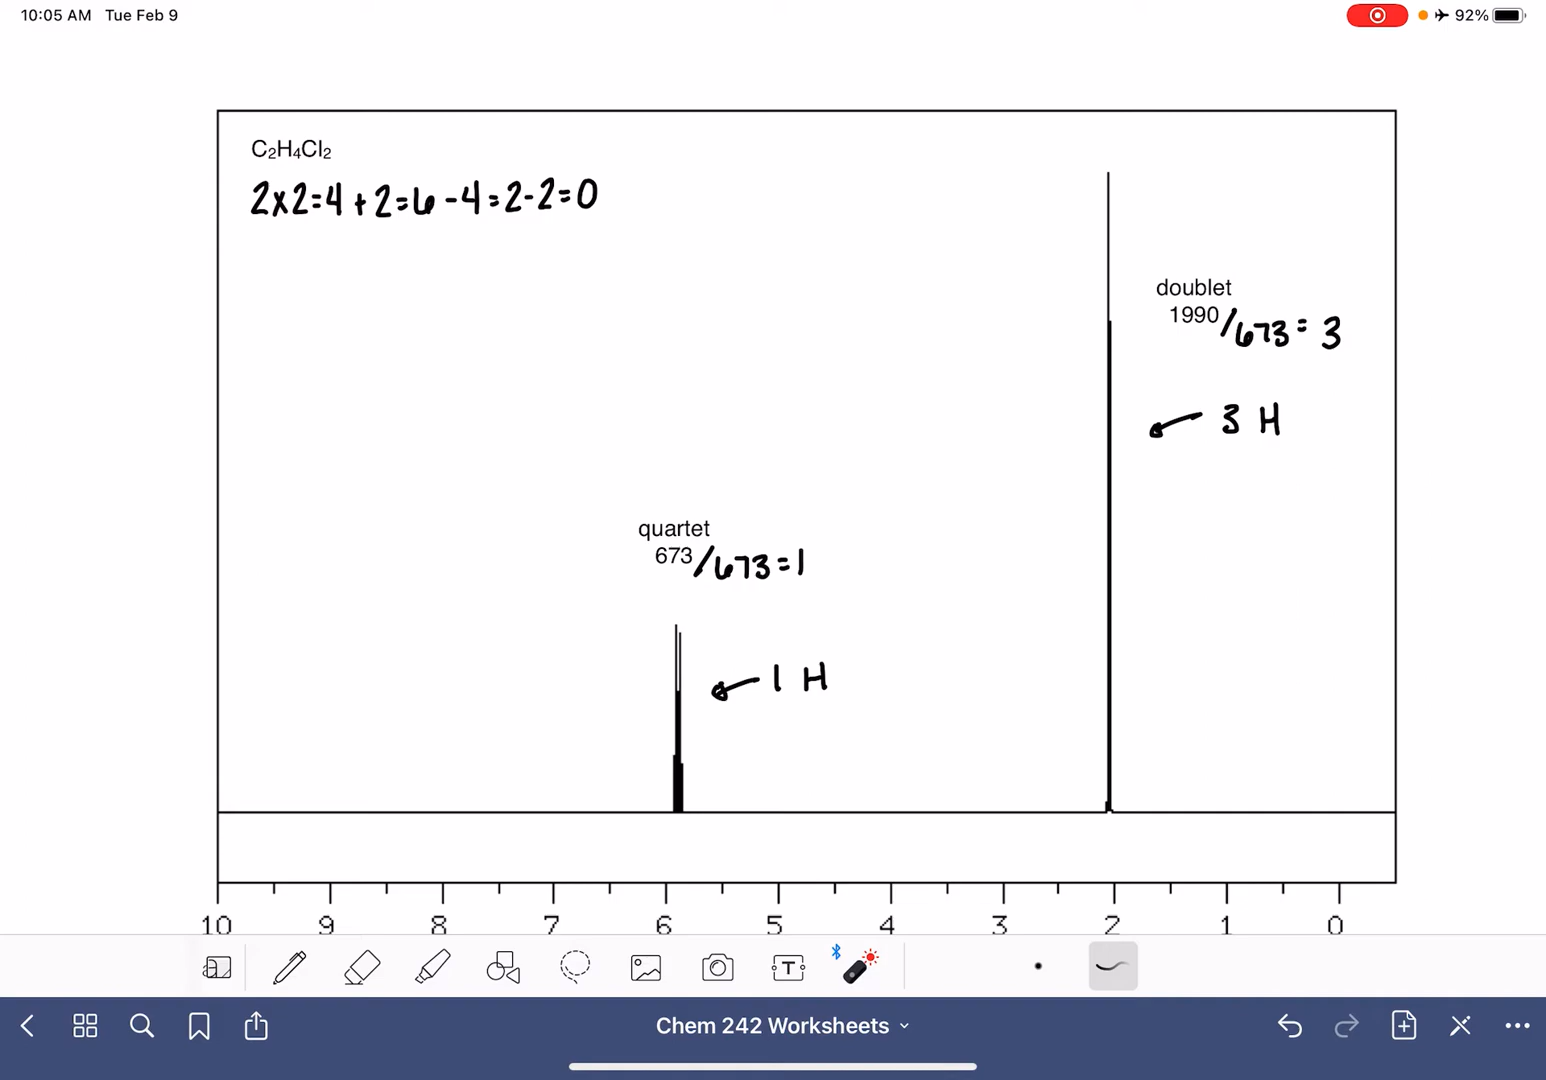 10:05 AM Tue Feb 9
92%
C₂H₄Cl₂
2x2=4+2=6-4=2-2=0
doublet
1990/673=3
3 H
quartet
673/673=1
1 H
10 9 8 7 6 5 4 3 2 1 0
a
T
Chem 242 Worksheets